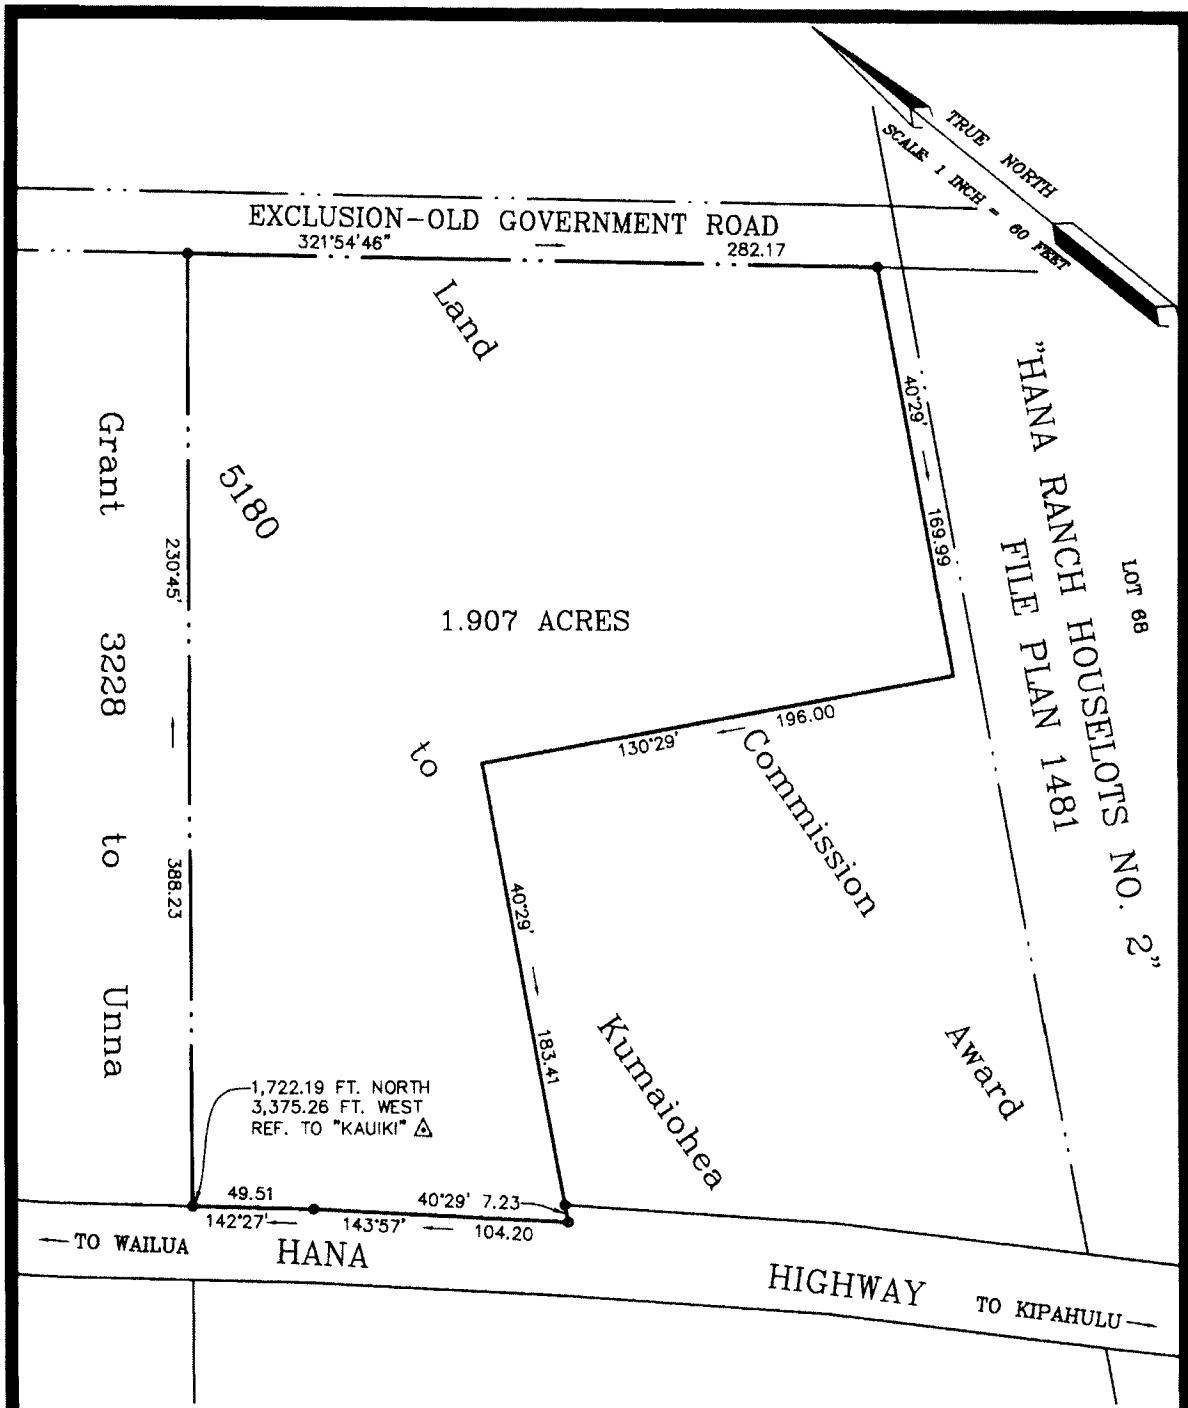 TRUE NORTH
SCALE 1 INCH = 60 FEET
EXCLUSION-OLD GOVERNMENT ROAD
321°54'46" 282.17
Land
40°29' 169.99
"HANA RANCH HOUSELOTS NO. 2"
FILE PLAN 1481
LOT 68
5180
Grant 3228 to Unna
230°45' 388.23
1.907 ACRES
130°29' 196.00
to
Commission
40°29' 183.41
Kumaiohea
Award
1,722.19 FT. NORTH
3,375.26 FT. WEST
REF. TO "KAUIKI"
49.51
142°27'
40°29' 7.23
143°57' 104.20
TO WAILUA
HANA HIGHWAY
TO KIPAHULU